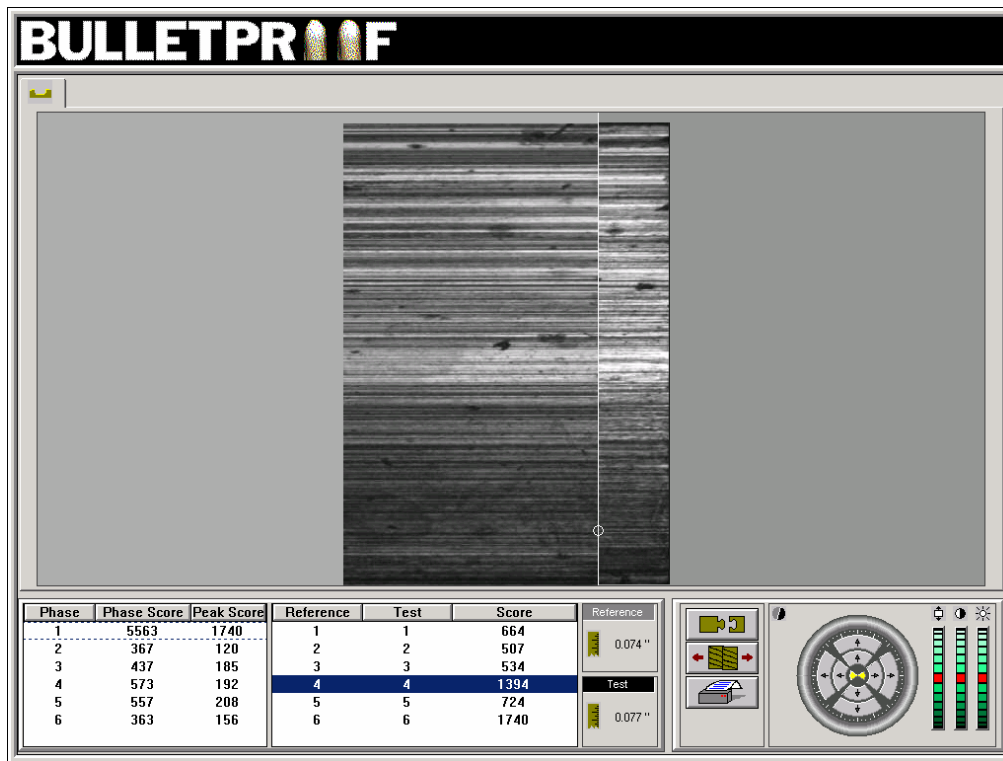 BULLETPROOF
Phase Phase Score Peak Score
1 5563 1740
2 367 120
3 437 185
4 573 192
5 557 208
6 363 156
Reference Test Score
1 1 664
2 2 507
3 3 534
4 4 1394
5 5 724
6 6 1740
Reference
0.074 "
Test
0.077 "